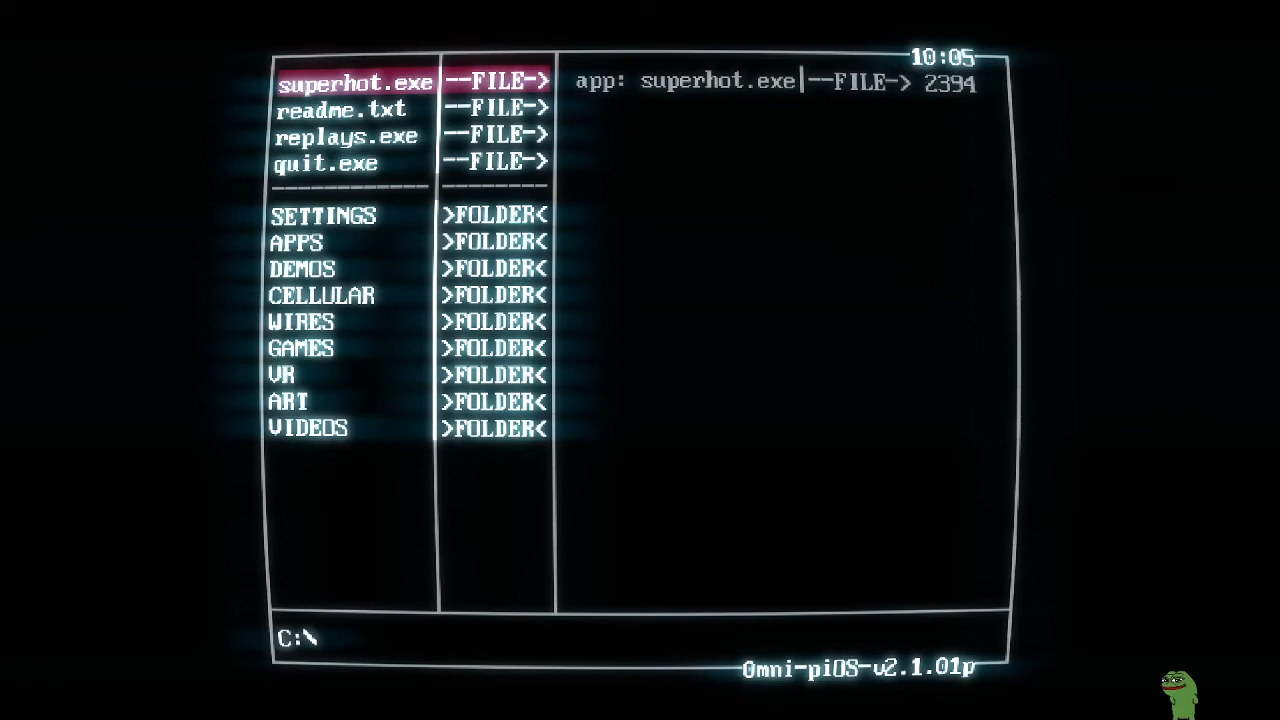 10:05
superhot.exe --FILE-> app: superhot.exe|--FILE-> 2394
readme.txt --FILE->
replays.exe --FILE->
quit.exe --FILE->
SETTINGS >FOLDER<
APPS >FOLDER<
DEMOS >FOLDER<
CELLULAR >FOLDER<
WIRES >FOLDER<
GAMES >FOLDER<
VR >FOLDER<
ART >FOLDER<
VIDEOS >FOLDER<
C:\
Omni-piOS-v2.1.01p